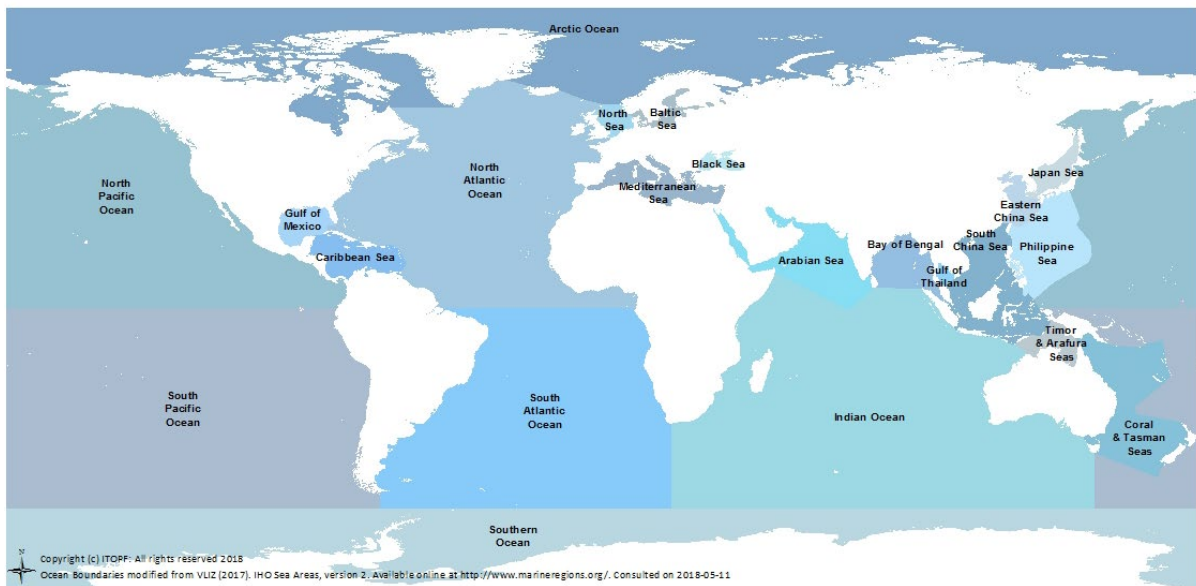 Arctic Ocean
North
Sea
Baltic
Sea
Black Sea
Mediterranean
Sea
North
Atlantic
Ocean
North
Pacific
Ocean
Gulf of
Mexico
Caribbean Sea
Arabian Sea
Bay of Bengal
Gulf of
Thailand
South
China Sea
Eastern
China Sea
Japan Sea
Philippine
Sea
Timor
& Arafura
Seas
South
Pacific
Ocean
South
Atlantic
Ocean
Indian Ocean
Coral
& Tasman
Seas
Southern
Ocean
N
Copyright (c) ITOPF: All rights reserved 2018
Ocean Boundaries modified from VLIZ (2017). IHO Sea Areas, version 2. Available online at http://www.marineregions.org/. Consulted on 2018-05-11